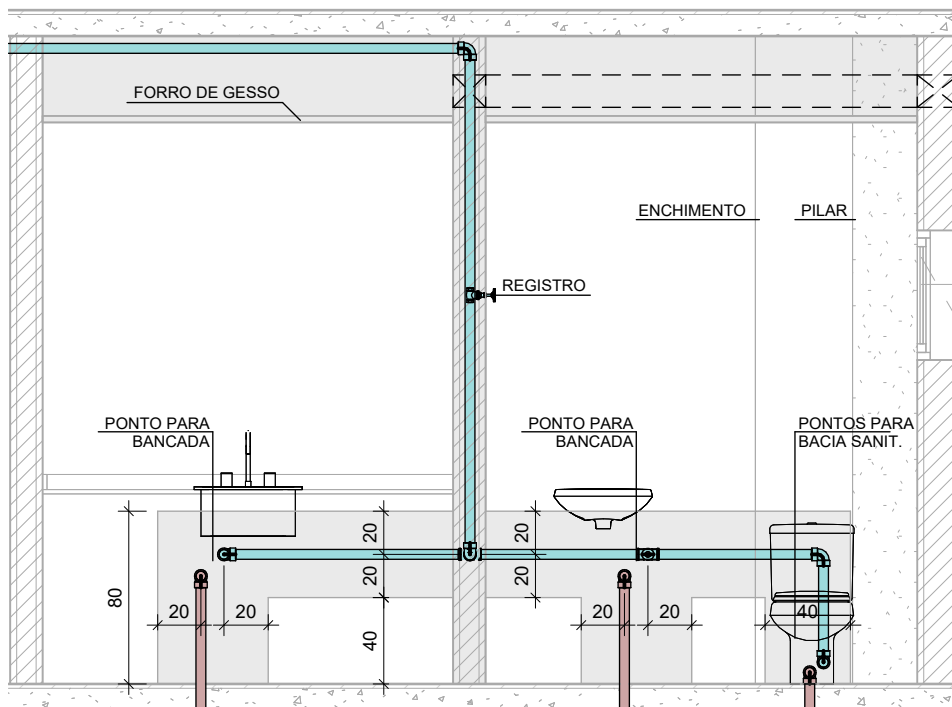 FORRO DE GESSO
ENCHIMENTO
PILAR
REGISTRO
PONTO PARA
BANCADA
PONTO PARA
BANCADA
PONTOS PARA
BACIA SANIT.
20
20
80
20
20
20
20
20
20
40
40